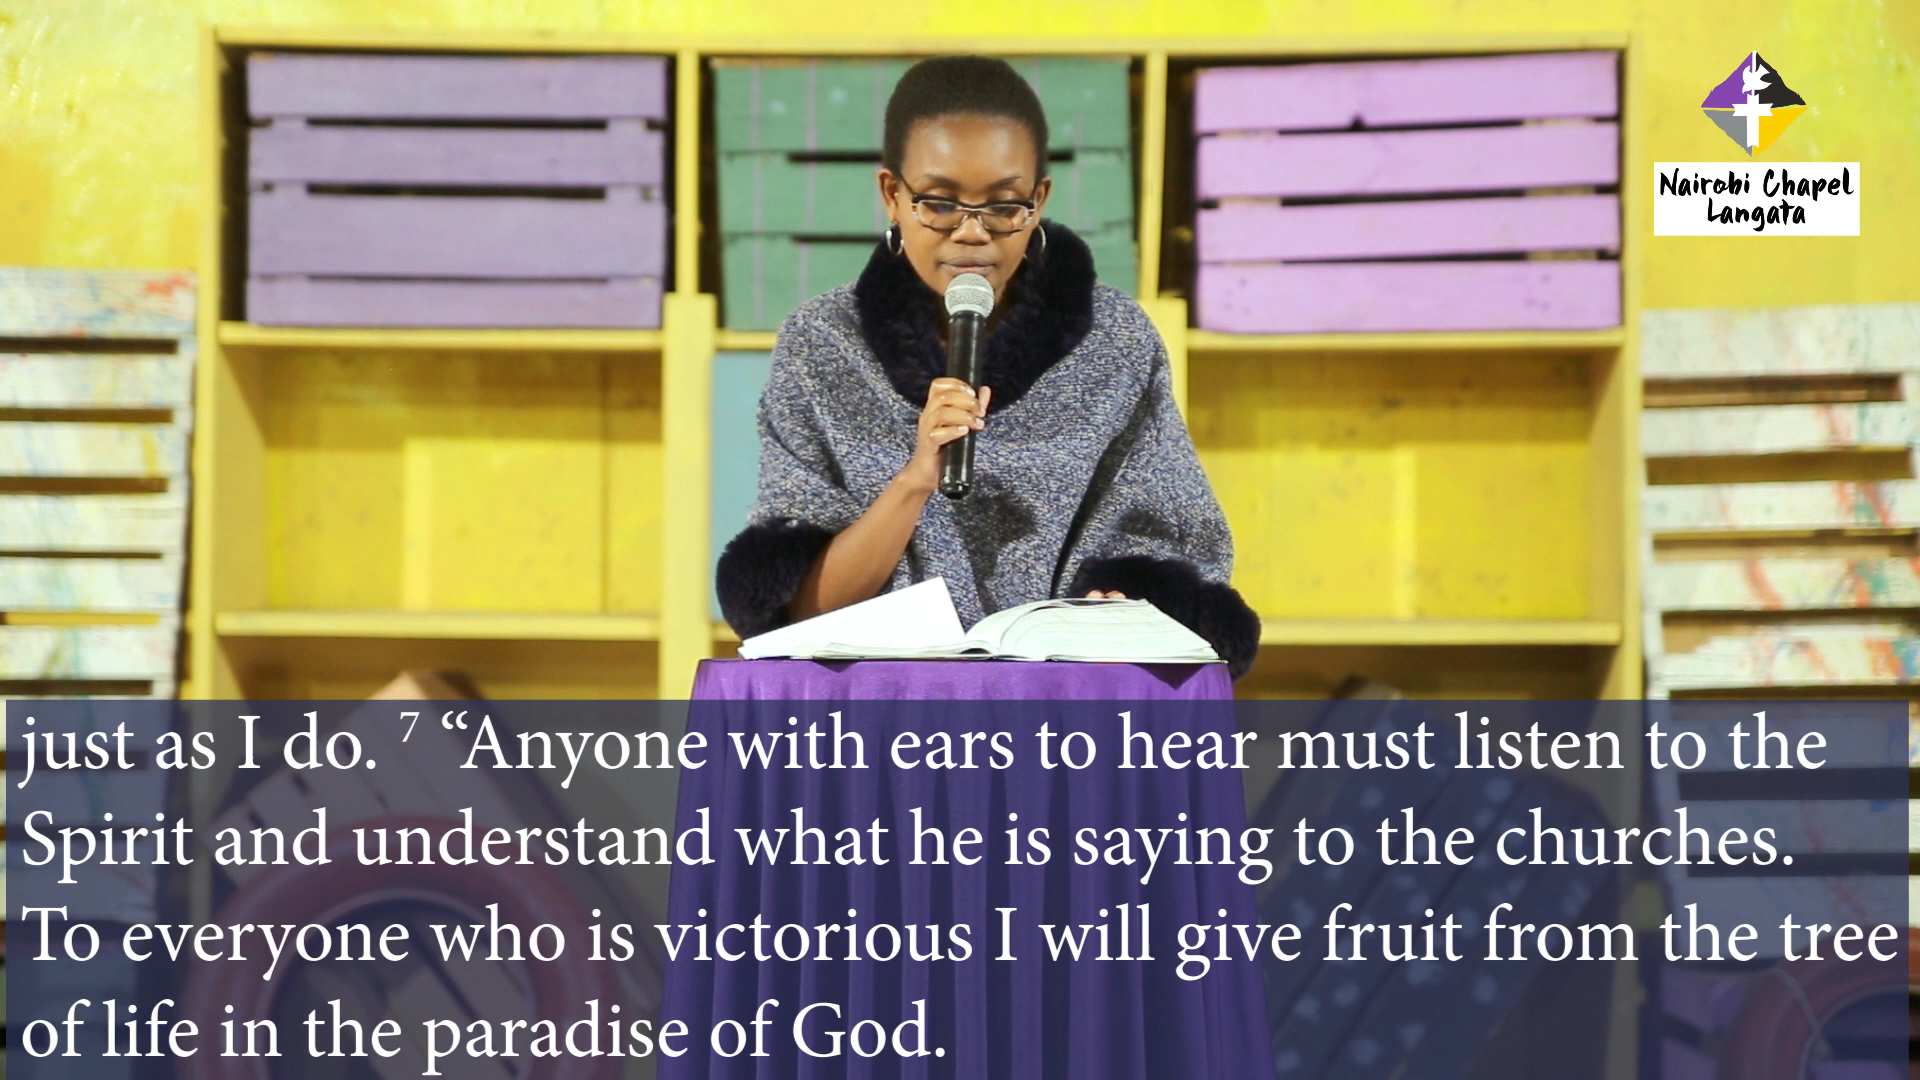 Nairobi Chapel
Langata
just as I do. ⁷ “Anyone with ears to hear must listen to the
Spirit and understand what he is saying to the churches.
To everyone who is victorious I will give fruit from the tree
of life in the paradise of God.